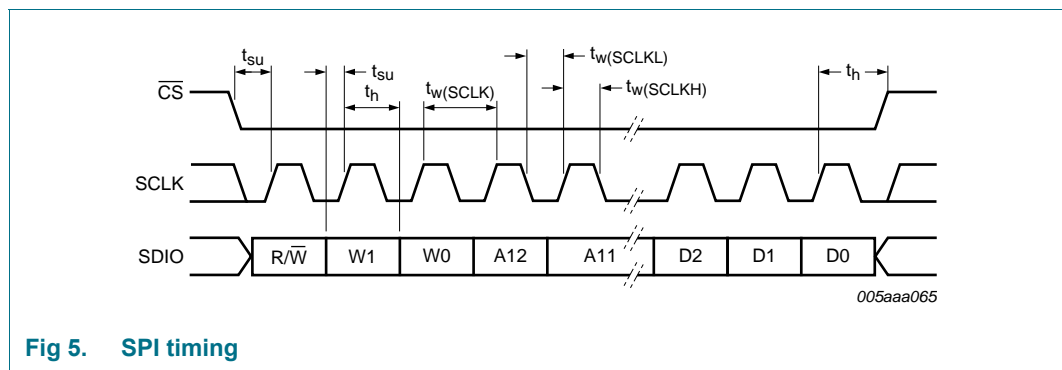 tsu
tsu
th
tw(SCLK)
tw(SCLKL)
tw(SCLKH)
th
CS
SCLK
SDIO
R/W W1 W0 A12 A11 D2 D1 D0
005aaa065
Fig 5. SPI timing